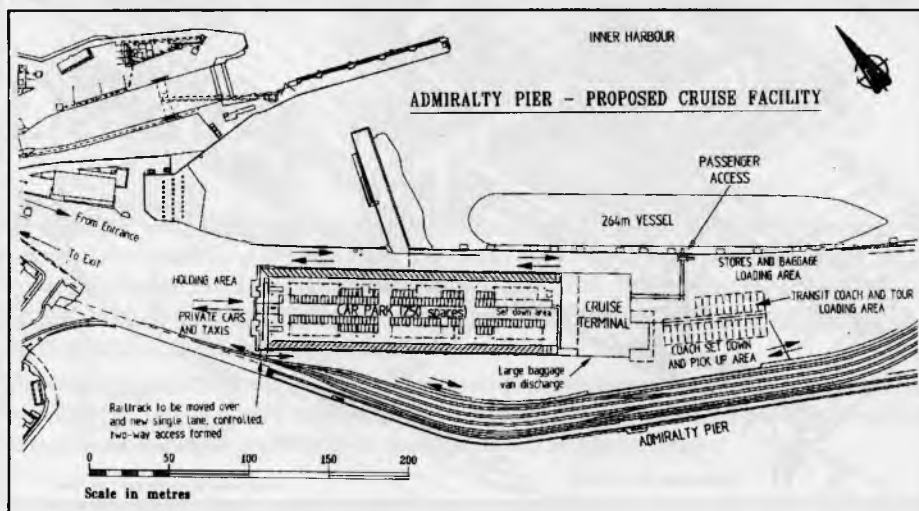 INNER HARBOUR
ADMIRALTY PIER - PROPOSED CRUISE FACILITY
PASSENGER
ACCESS
264m VESSEL
From Entrance
To Exit
HOLDING AREA
PRIVATE CARS
AND TAXIS
CAR PARK (750 spaces)
Set down area
CRUISE
TERMINAL
STORES AND BAGGAGE
LOADING AREA
TRANSIT COACH AND TOUR
LOADING AREA
COACH SET DOWN
AND PICK UP AREA
Large baggage
van discharge
Railtrack to be moved over
and new single lane, controlled,
two-way access formed
ADMIRALTY PIER
0 50 100 150 200
Scale in metres